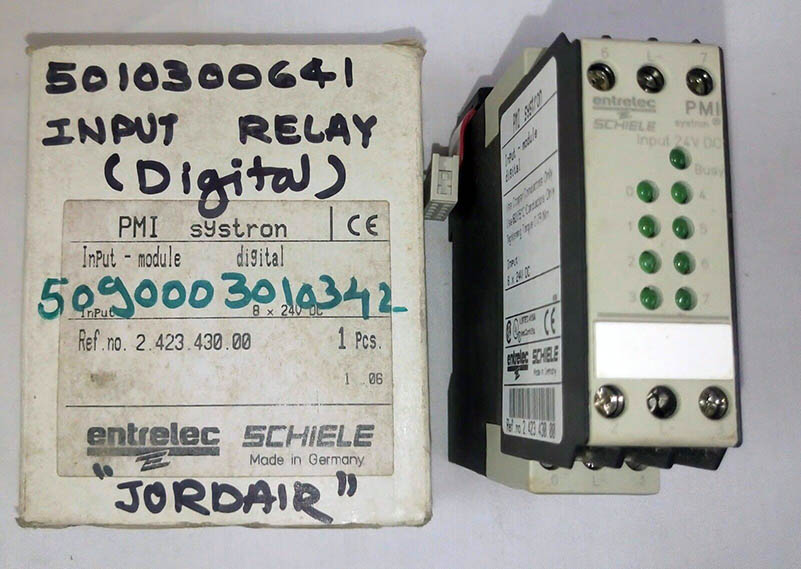 5010300641
INPUT RELAY
(Digital)
PMI systron CE
Input - module digital
5090003010342
Input 8 x 24V DC
Ref.no. 2.423.430.00 1 Pcs.
1 06
entrelec SCHIELE
Made in Germany
"JORDAIR"
PMI systron
Input - module
digital
Input:
8 x 24V DC
CE
entrelec SCHIELE
Made in Germany
Ref.no. 2.423.430.00
6 L- 7
entrelec PMI
SCHIELE systron®
Input 24V DC
Busy
0 4
1 5
2 6
3 7